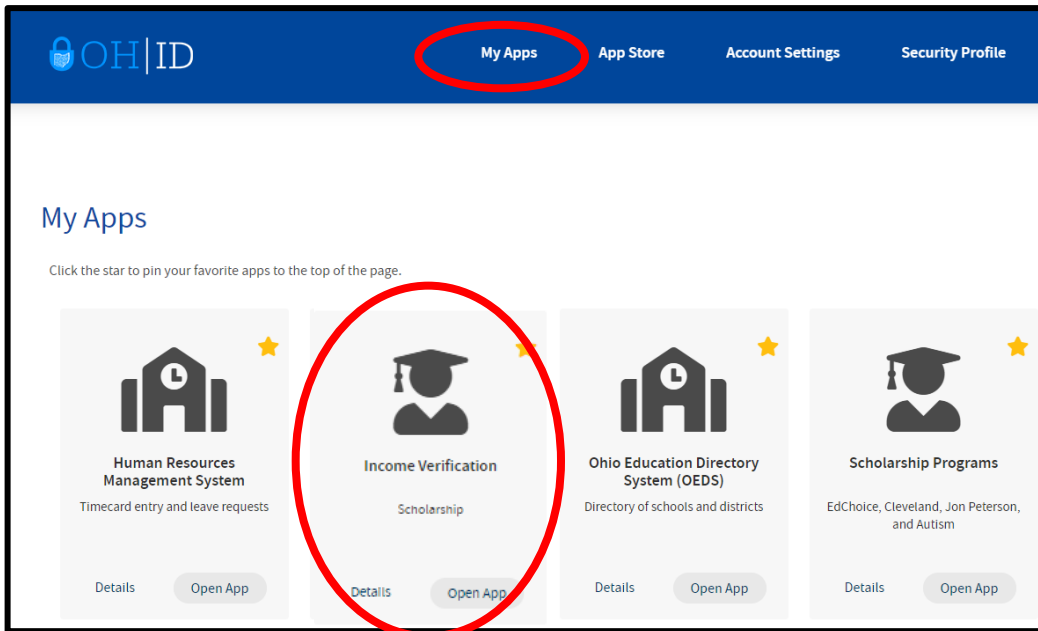 OH|ID
My Apps App Store Account Settings Security Profile
My Apps
Click the star to pin your favorite apps to the top of the page.
Human Resources
Management System
Timecard entry and leave requests
Details Open App
Income Verification
Scholarship
Details Open App
Ohio Education Directory
System (OEDS)
Directory of schools and districts
Details Open App
Scholarship Programs
EdChoice, Cleveland, Jon Peterson,
and Autism
Details Open App